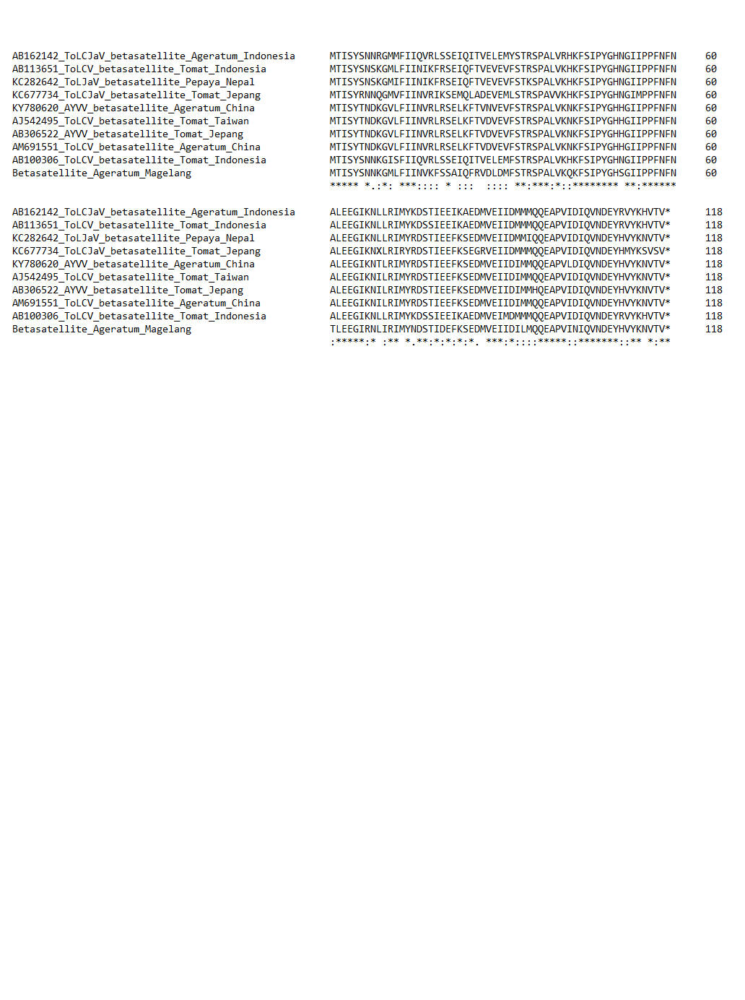 AB162142_ToLCJaV_betasatellite_Ageratum_Indonesia MTISYSNNRGMMFIIQVRLSSEIQITVELEMYSTRSPALVRHKFSIPYGHNGIIPPFNFN 60
AB113651_ToLCV_betasatellite_Tomat_Indonesia MTISYSNSKGMLFIINIKFRSEIQFTVEVEVFSTRSPALVKHKFSIPYGHNGIIPPFNFN 60
KC282642_ToLJaV_betasatellite_Pepaya_Nepal MTISYSNSKGMIFIINIKFRSEIQFTVEVEVFSTKSPALVKHKFSIPYGHNGIIPPFNFN 60
KC677734_ToLCJaV_betasatellite_Tomat_Jepang MTISYRNNQGMVFIINVRIKSEMQLADEVEMLSTRSPAVVKHKFSIPYGHNGIMPPFNFN 60
KY780620_AYVV_betasatellite_Ageratum_China MTISYTNDKGVLFIINVRLRSELKFTVNVEVFSTRSPALVKNKFSIPYGHHGIIPPFNFN 60
AJ542495_ToLCV_betasatellite_Tomat_Taiwan MTISYTNDKGVLFIINVRLRSELKFTVDVEVFSTRSPALVKNKFSIPYGHHGIIPPFNFN 60
AB306522_AYVV_betasatellite_Tomat_Jepang MTISYTNDKGVLFIINVRLRSELKFTVDVEVFSTRSPALVKNKFSIPYGHHGIIPPFNFN 60
AM691551_ToLCV_betasatellite_Ageratum_China MTISYTNDKGVLFIINVRLRSELKFTVDVEVFSTRSPALVKNKFSIPYGHHGIIPPFNFN 60
AB100306_ToLCV_betasatellite_Tomat_Indonesia MTISYSNNKGISFIIQVRLSSEIQITVELEMFSTRSPALVKHKFSIPYGHNGIIPPFNFN 60
Betasatellite_Ageratum_Magelang MTISYSNNKGMLFIINVKFSSAIQFRVDLDMFSTRSPALVKQKFSIPYGHSGIIPPFNFN 60
***** *.:*: ***:::: * :::  :::: **:***:*::******** **:******
AB162142_ToLCJaV_betasatellite_Ageratum_Indonesia ALEEGIKNLLRIMYKDSTIEEIKAEDMVEIIDMMMQQEAPVIDIQVNDEYRVYKHVTV* 118
AB113651_ToLCV_betasatellite_Tomat_Indonesia ALEEGIKNLLRIMYKDSSIEEIKAEDMVEIIDMMMQQEAPVIDIQVNDEYRVYKHVTV* 118
KC282642_ToLJaV_betasatellite_Pepaya_Nepal ALEEGIKNLLRIMYKDSTIEEFKSEDMVEIIDMMIQQEAPVIDIQVNDEYHVYKNVTV* 118
KC677734_ToLCJaV_betasatellite_Tomat_Jepang ALEEGIKNXLRIRYRDSTIEEFKSEGRVEIIDMMMQQEAPVIDIQVNDEYHMYKSVSV* 118
KY780620_AYVV_betasatellite_Ageratum_China ALEEGIKNTLRIMYRDSTIEEFKSEDMVEIIDIMMQQEAPVLDIQVNDEYHVYKNVTV* 118
AJ542495_ToLCV_betasatellite_Tomat_Taiwan ALEEGIKNILRIMYRDSTIEEFKSEDMVEIIDIMMQQEAPVIDIQVNDEYHVYKNVTV* 118
AB306522_AYVV_betasatellite_Tomat_Jepang ALEEGIKNILRIMYRDSTIEEFKSEDMVEIIDIMMHQEAPVIDIQVNDEYHVYKNVTV* 118
AM691551_ToLCV_betasatellite_Ageratum_China ALEEGIKNILRIMYRDSTIEEFKSEDMVEIIDIMMQQEAPVIDIQVNDEYHVYKNVTV* 118
AB100306_ToLCV_betasatellite_Tomat_Indonesia ALEEGIKNLLRIMYKDSSIEEIKAEDMVEIMDMMMQQEAPVIDIQVNDEYRVYKHVTV* 118
Betasatellite_Ageratum_Magelang TLEEGIRNLIRIMYNDSTIDEFKSEDMVEIIDILMQQEAPVINIQVNDEYHVYKNVTV* 118
:*****:* :** *.**:*:*:*:*. ***:*::::*****::*******::** *:**